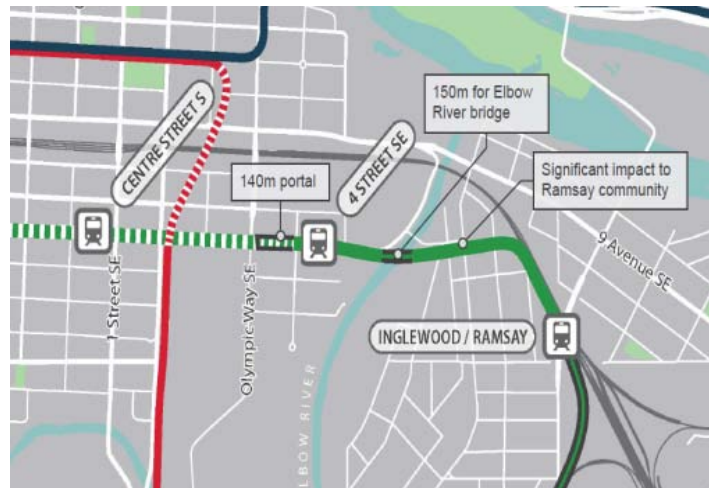 150m for Elbow
River bridge
CENTRE STREET S
4 STREET SE
140m portal
Significant impact to
Ramsay community
9 Avenue SE
1 Street SE
Olympic Way SE
INGLEWOOD / RAMSAY
ELBOW RIVER